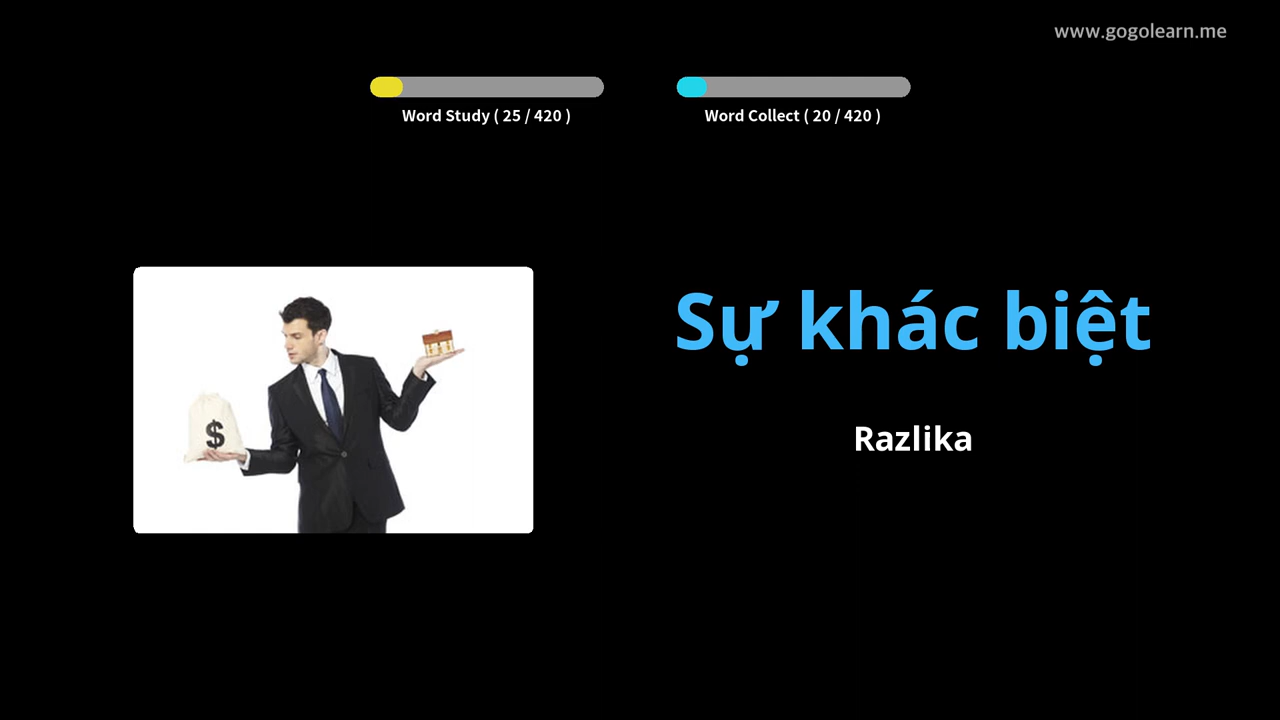 www.gogolearn.me
Word Study ( 25 / 420 )
Word Collect ( 20 / 420 )
Sự khác biệt
Razlika
$